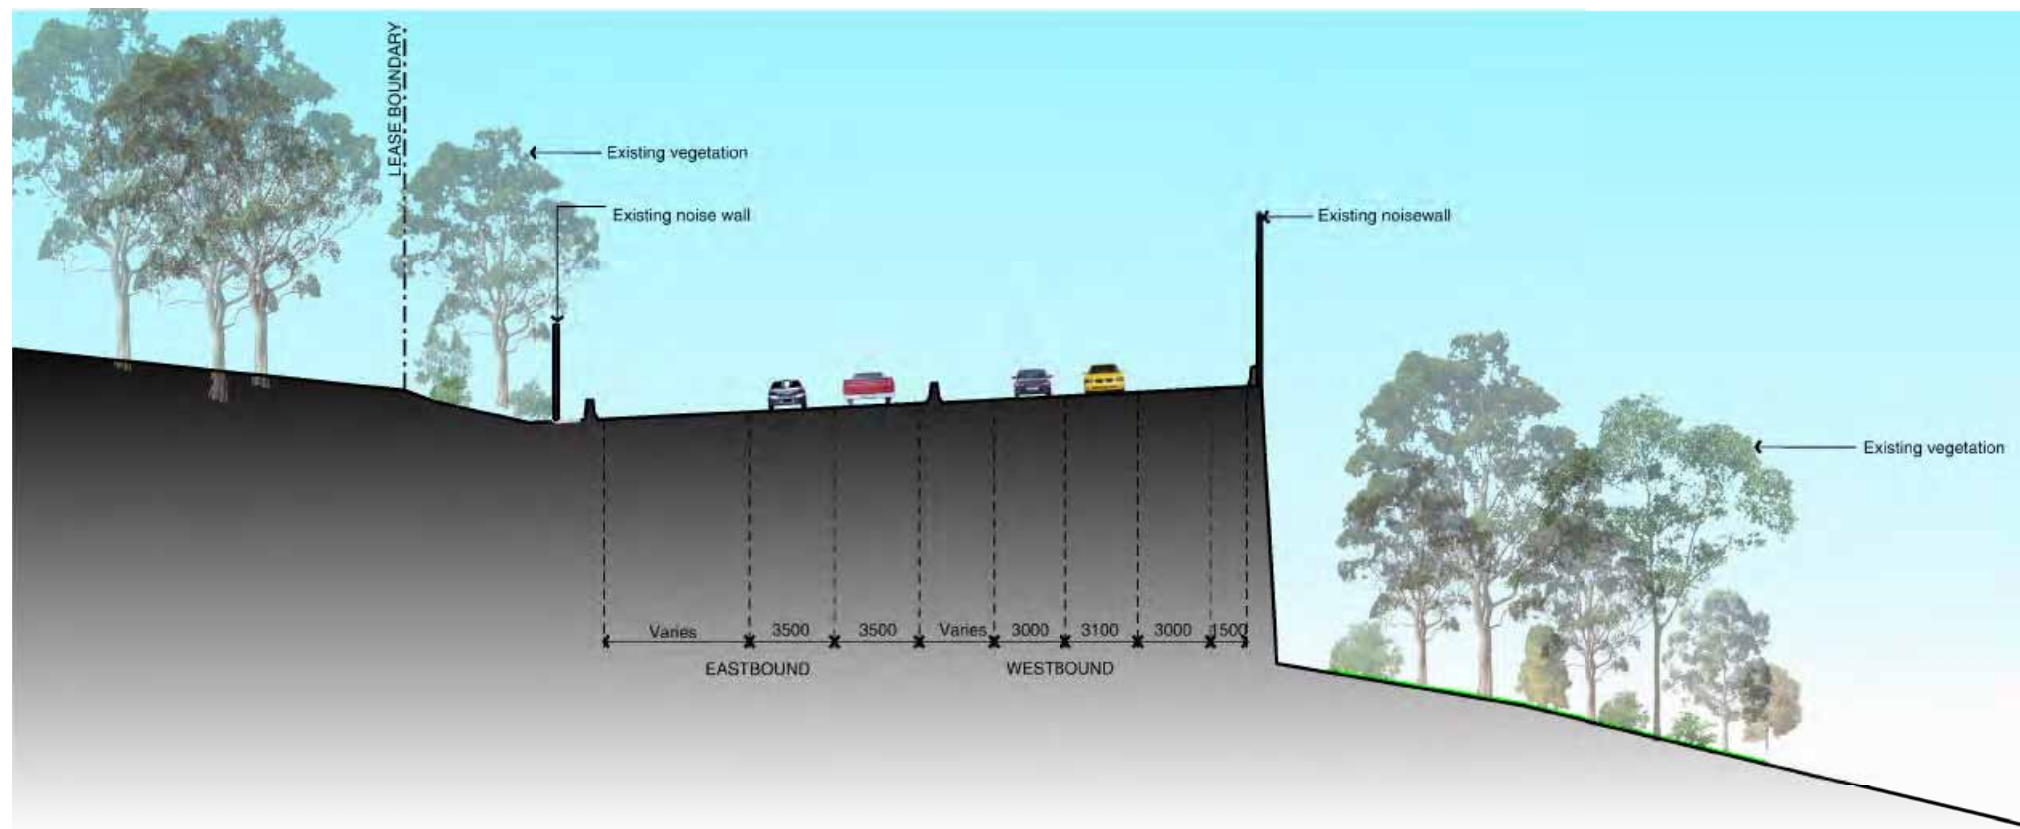 LEASE BOUNDARY
Existing vegetation
Existing noise wall
Existing noisewall
Existing vegetation
Varies 3500 3500 Varies 3000 3100 3000 1500
EASTBOUND WESTBOUND